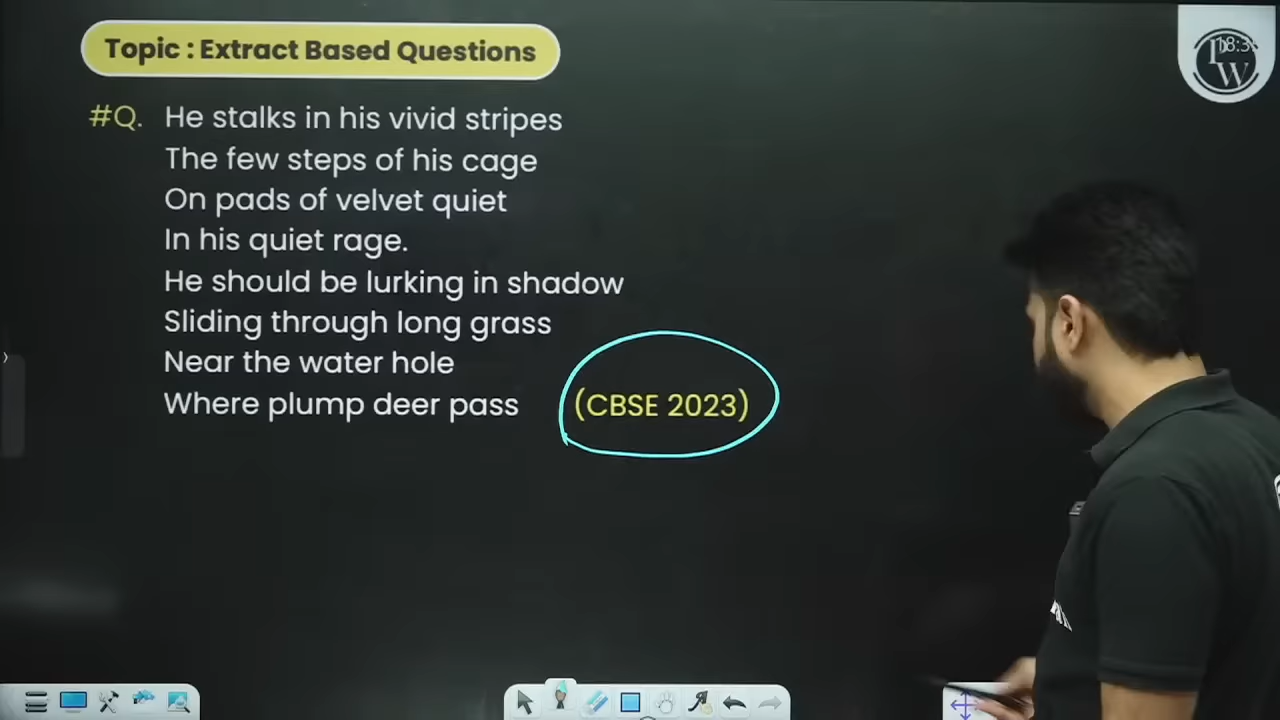 Topic : Extract Based Questions
#Q. He stalks in his vivid stripes
The few steps of his cage
On pads of velvet quiet
In his quiet rage.
He should be lurking in shadow
Sliding through long grass
Near the water hole
Where plump deer pass (CBSE 2023)